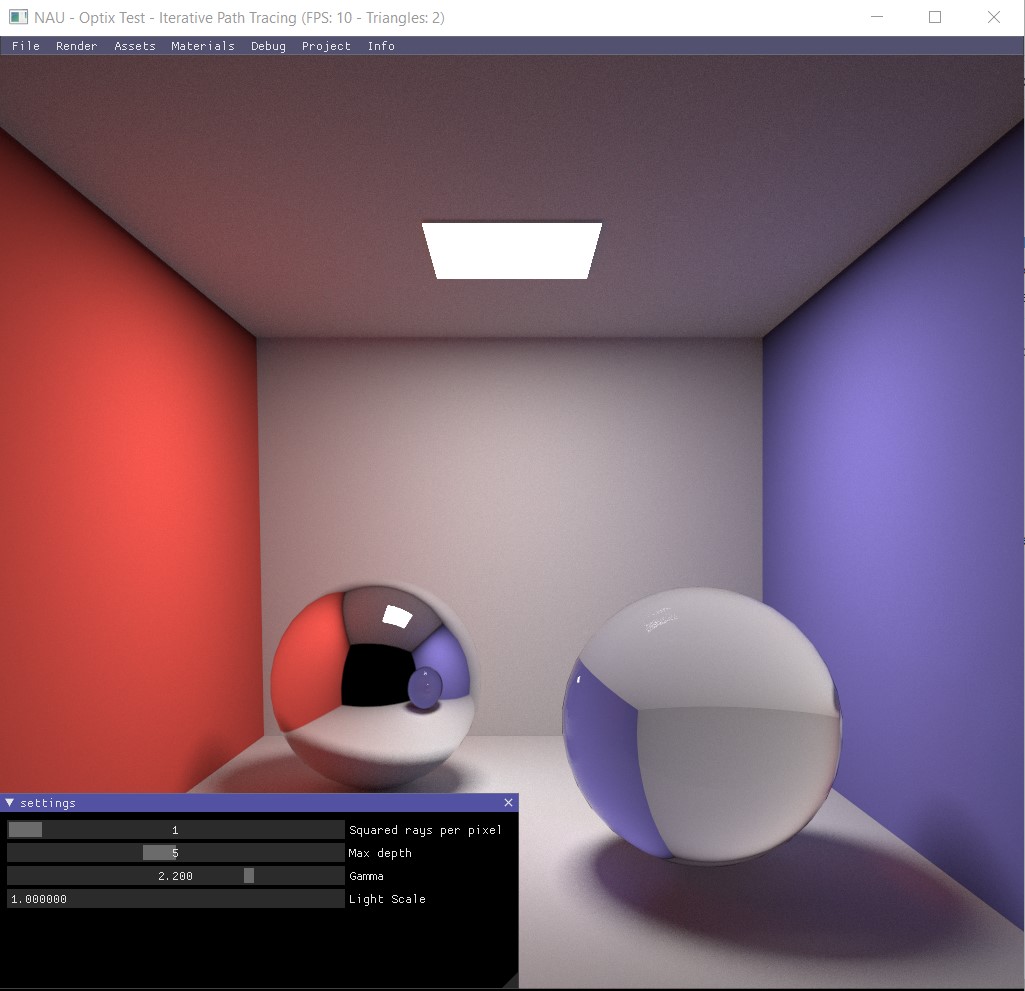 NAU - Optix Test - Iterative Path Tracing (FPS: 10 - Triangles: 2)
File Render Assets Materials Debug Project Info
settings
1 Squared rays per pixel
5 Max depth
2.200 Gamma
1.000000 Light Scale